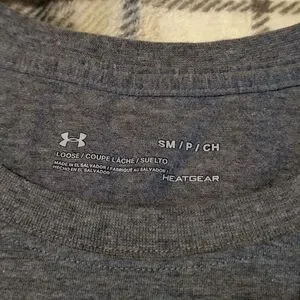 SM / P / CH
LOOSE / COUPE LÂCHE / SUELTO
MADE IN EL SALVADOR / FABRIQUÉ AU SALVADOR /
HECHO EN EL SALVADOR
HEATGEAR